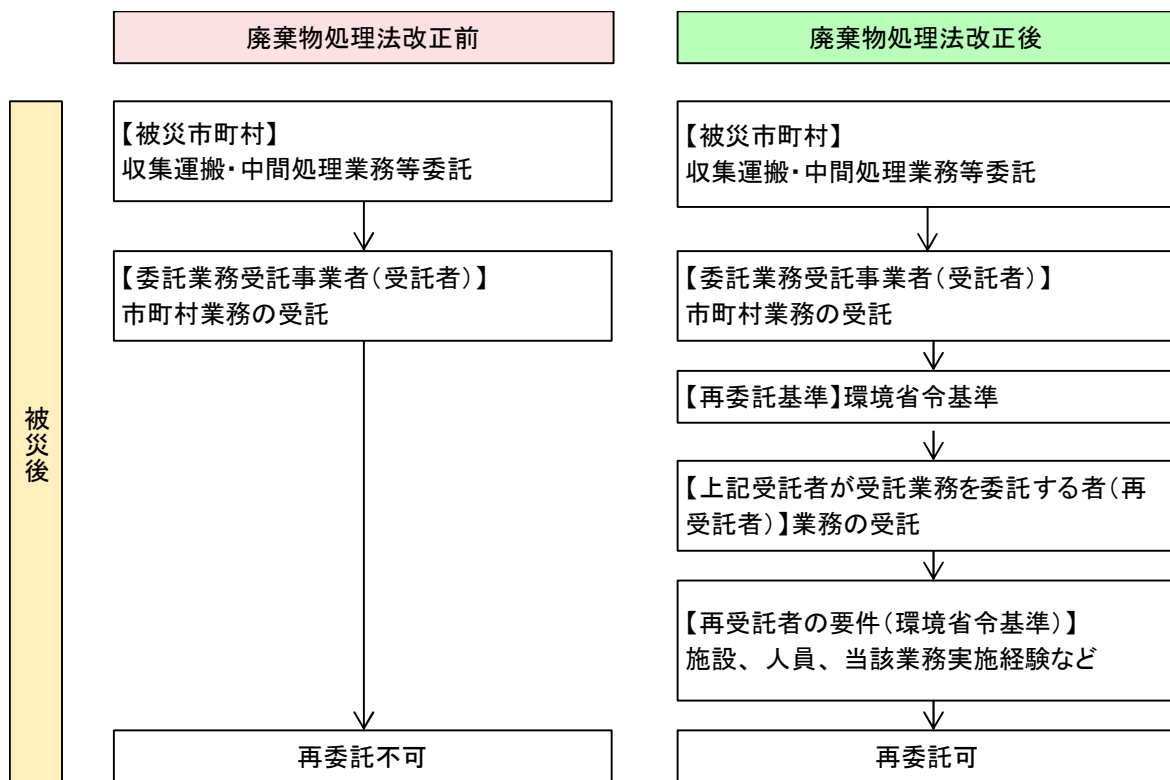 廃棄物処理法改正前
廃棄物処理法改正後
被災後
【被災市町村】
収集運搬・中間処理業務等委託
【委託業務受託事業者(受託者)】
市町村業務の受託
再委託不可
【被災市町村】
収集運搬・中間処理業務等委託
【委託業務受託事業者(受託者)】
市町村業務の受託
【再委託基準】環境省令基準
【上記受託者が受託業務を委託する者(再
受託者)】業務の受託
【再受託者の要件(環境省令基準)】
施設、人員、当該業務実施経験など
再委託可